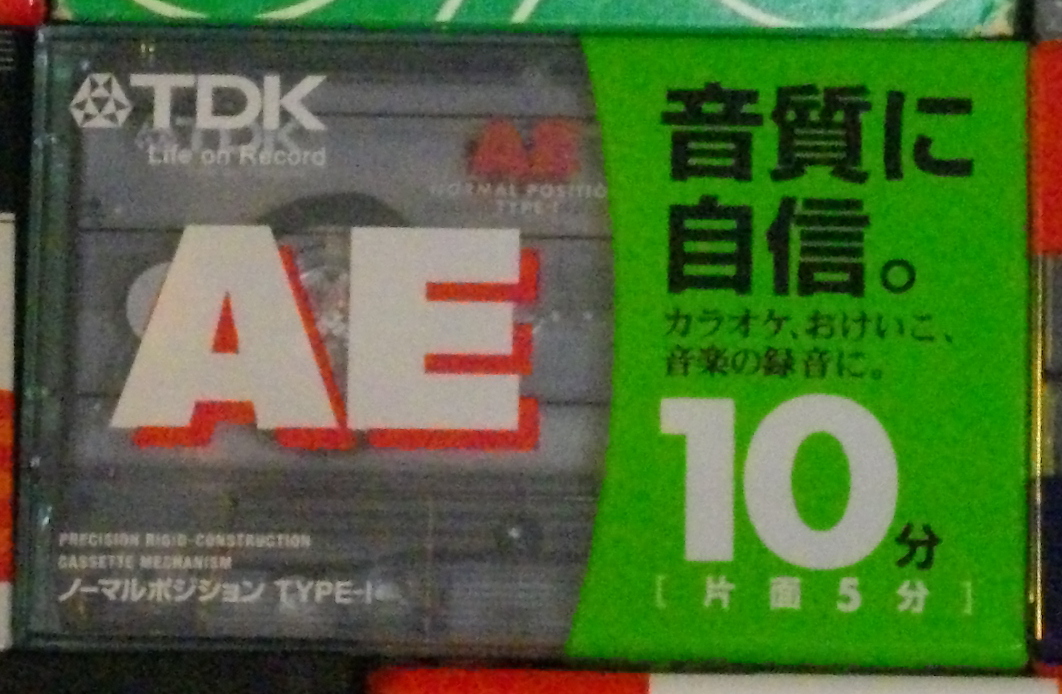 TDK
Life on Record
AE
NORMAL POSITIO
TYPE-I
AE
PRECISION RIGID-CONSTRUCTION
CASSETTE MECHANISM
ノーマルポジション TYPE-I
音質に
自信。
カラオケ、おけいこ、
音楽の録音に。
10分
[片面5分]